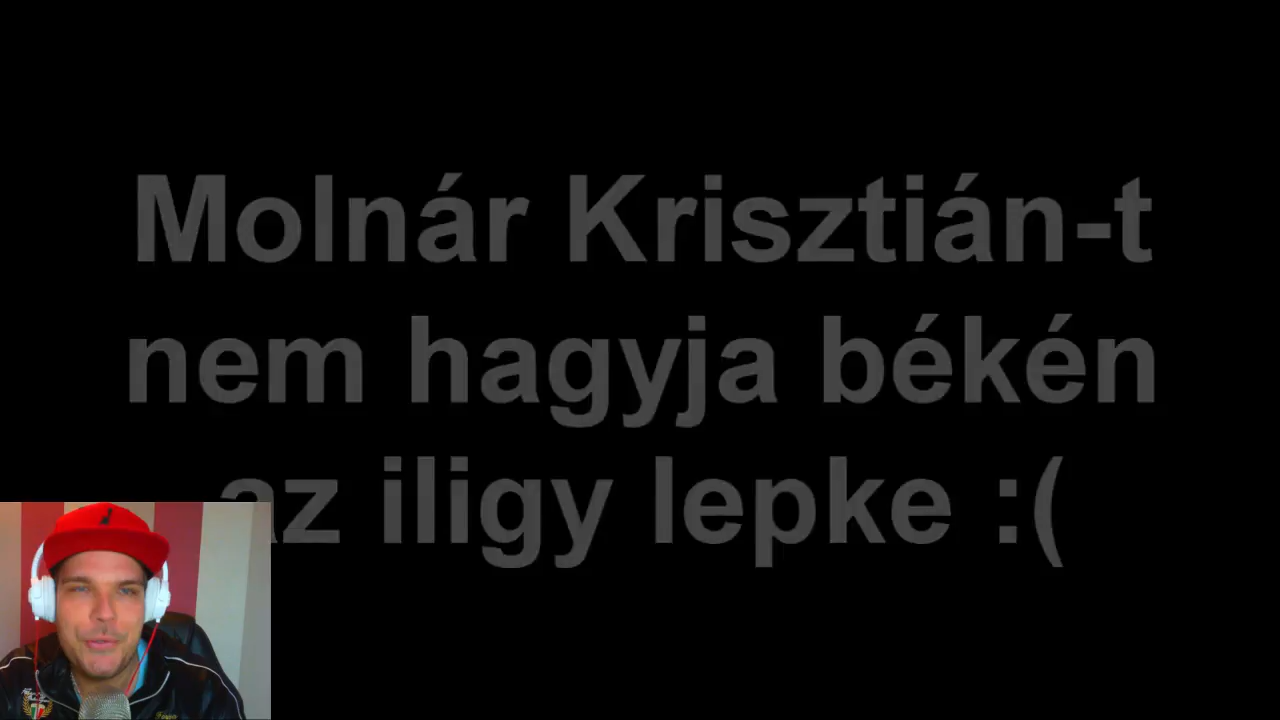 Molnár Krisztián-t
nem hagyja békén
az iligy lepke :(